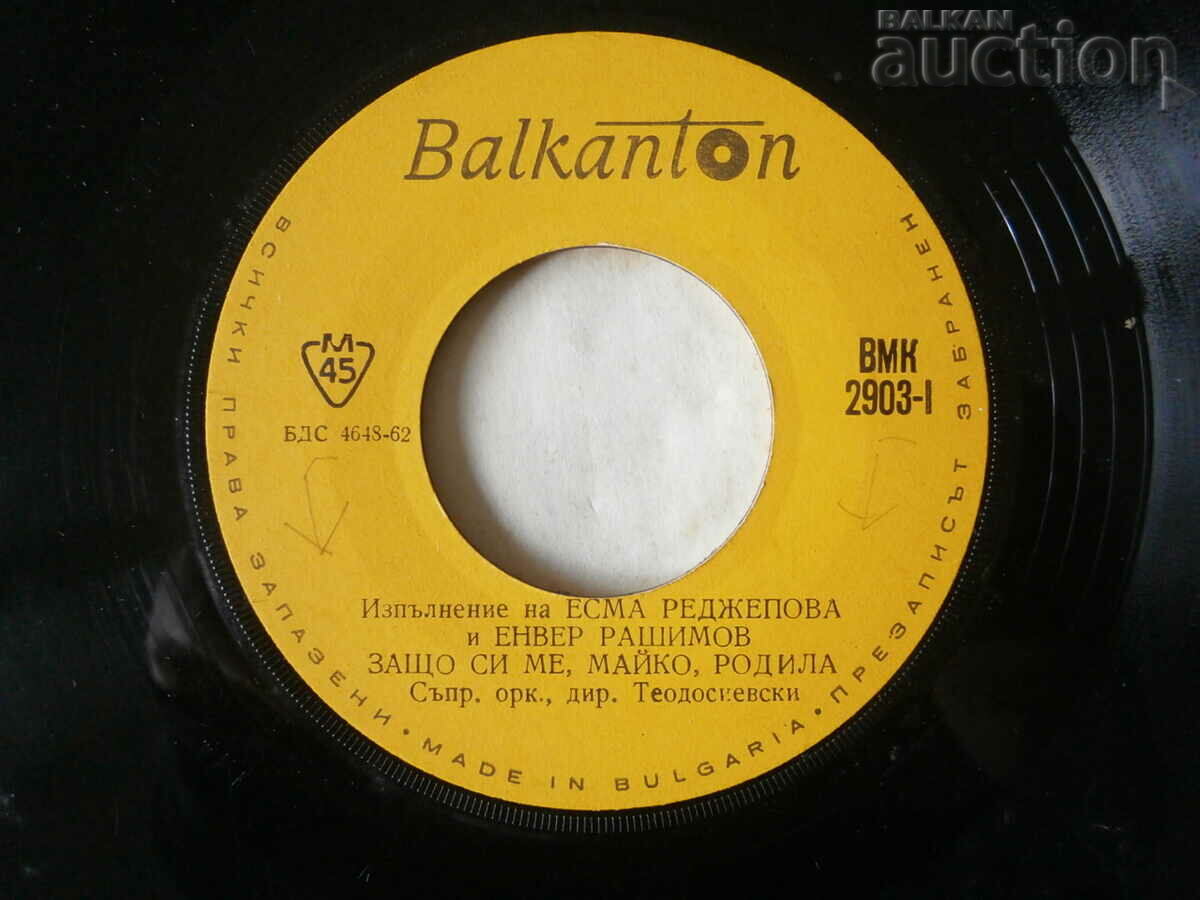 BALKAN
auction
Balkanton
M
45
БДС 4648-62
ВМК
2903-I
Изпълнение на ЕСМА РЕДЖЕПОВА
и ЕНВЕР РАШИМОВ
ЗАЩО СИ МЕ, МАЙКО, РОДИЛА
Съпр. орк., дир. Теодосиевски
ВСИЧКИ ПРАВА ЗАПАЗЕНИ • MADE IN BULGARIA • ПРЕЗАПИСЪТ ЗАБРАНЕН